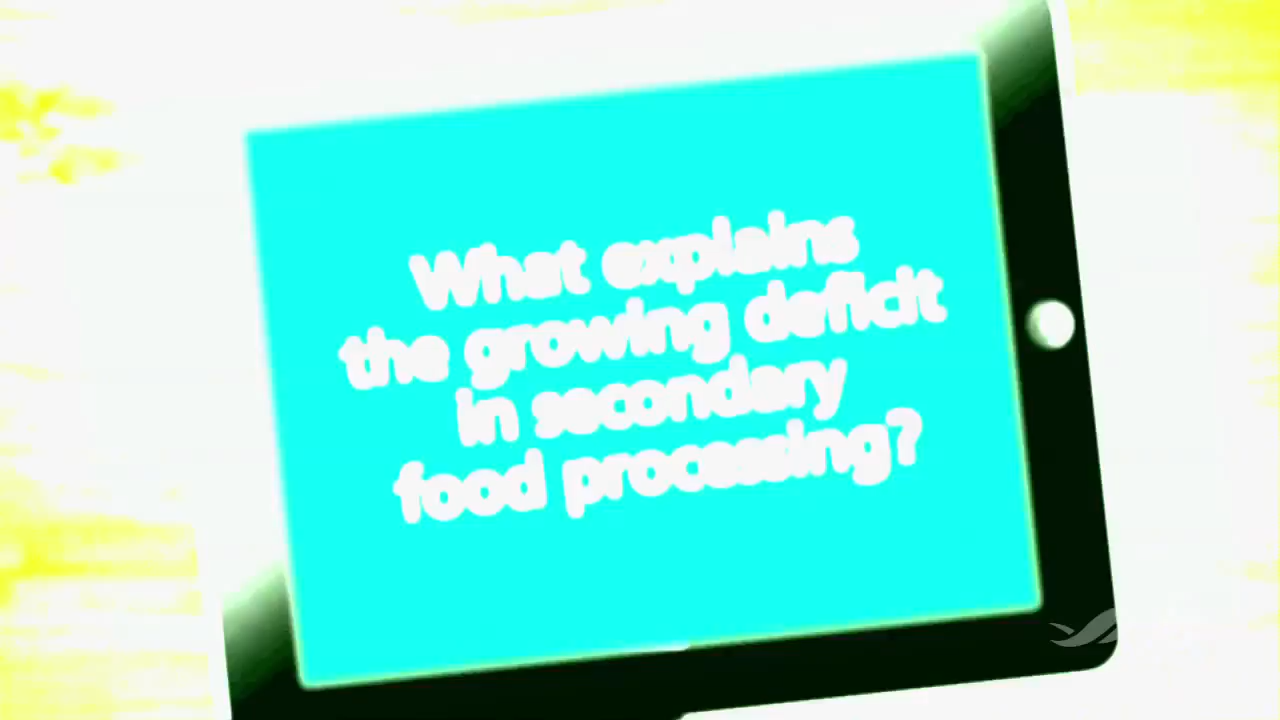 What explains
the growing deficit
in secondary
food processing?